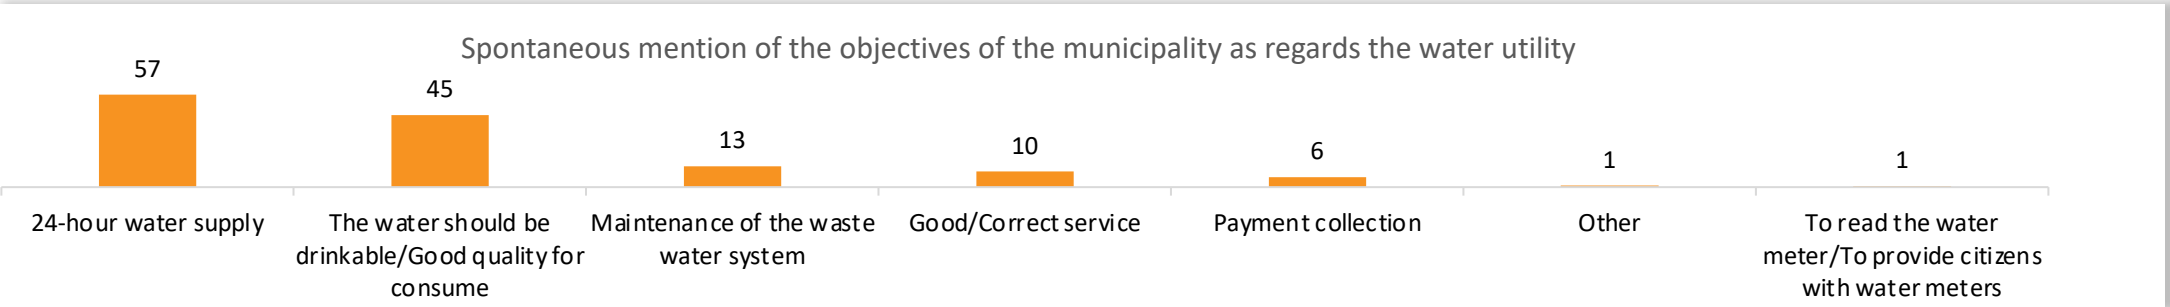 Spontaneous mention of the objectives of the municipality as regards the water utility
57
45
13
10
6
1
1
24-hour water supply
The water should be
drinkable/Good quality for
consume
Maintenance of the waste
water system
Good/Correct service
Payment collection
Other
To read the water
meter/To provide citizens
with water meters